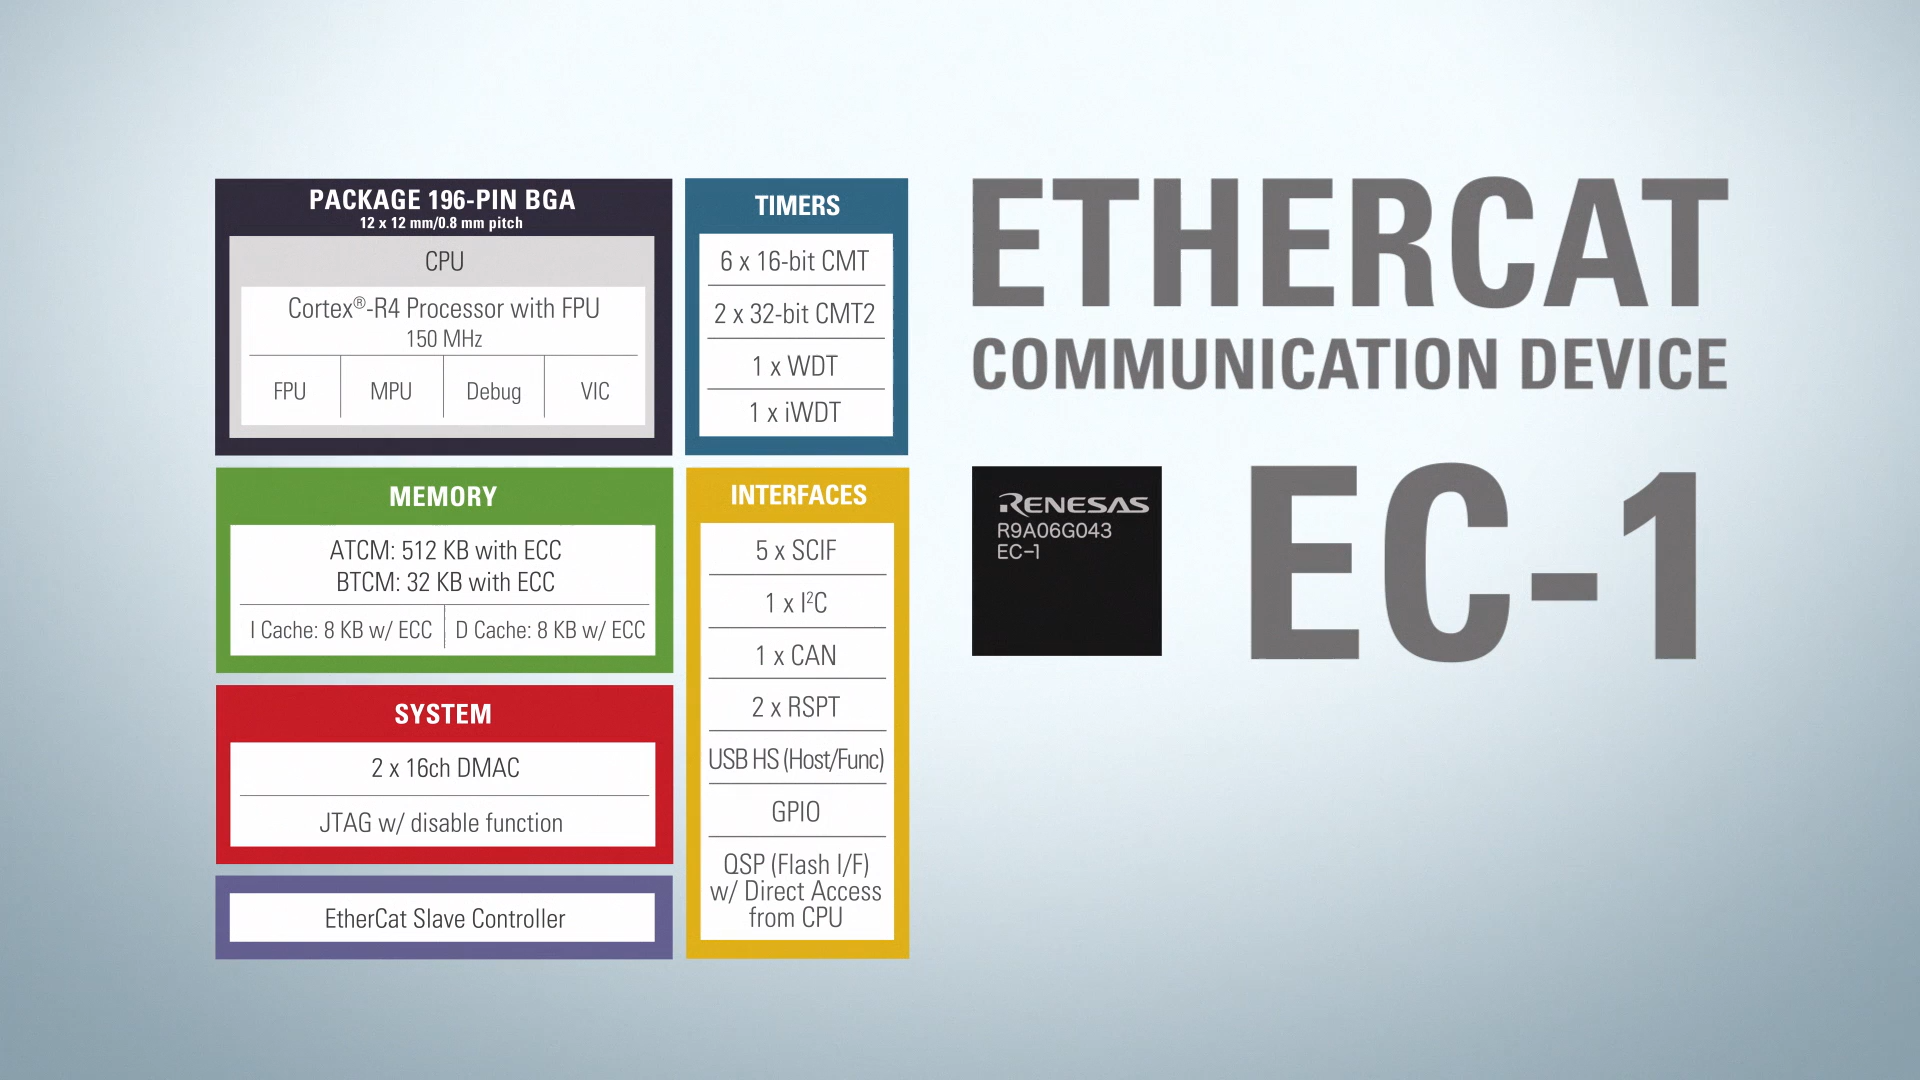 PACKAGE 196-PIN BGA
12 x 12 mm/0.8 mm pitch
CPU
Cortex®-R4 Processor with FPU
150 MHz
FPU MPU Debug VIC
MEMORY
ATCM: 512 KB with ECC
BTCM: 32 KB with ECC
I Cache: 8 KB w/ ECC D Cache: 8 KB w/ ECC
SYSTEM
2 x 16ch DMAC
JTAG w/ disable function
EtherCat Slave Controller
TIMERS
6 x 16-bit CMT
2 x 32-bit CMT2
1 x WDT
1 x iWDT
INTERFACES
5 x SCIF
1 x I²C
1 x CAN
2 x RSPT
USB HS (Host/Func)
GPIO
QSP (Flash I/F)
w/ Direct Access
from CPU
ETHERCAT
COMMUNICATION DEVICE
RENESAS
R9A06G043
EC-1
EC-1